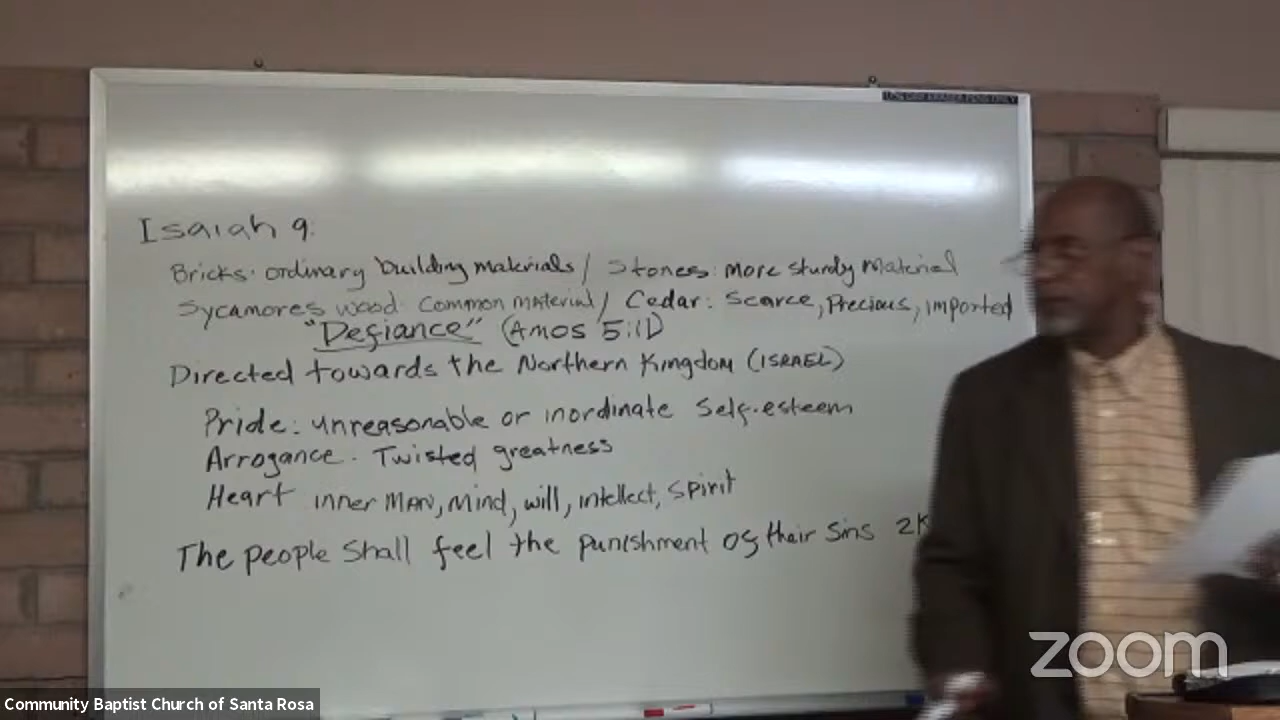 Isaiah 9:
Bricks: ordinary building materials / Stones: more sturdy material
Sycamores wood: Common material / Cedar: Scarce, Precious, imported
"Defiance" (Amos 5:11)
Directed towards the Northern Kingdom (ISRAEL)
Pride: unreasonable or inordinate Self-esteem
Arrogance: Twisted greatness
Heart inner MAN, mind, will, intellect, spirit
The people shall feel the punishment of their sins 2K
zoom
Community Baptist Church of Santa Rosa